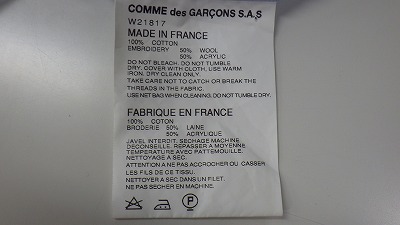 COMME des GARÇONS S.A.S
W21817
MADE IN FRANCE
100% COTTON
EMBROIDERY 50% WOOL
50% ACRYLIC
DO NOT BLEACH. DO NOT TUMBLE
DRY. COVER WITH CLOTH, USE WARM
IRON. DRY CLEAN ONLY.
TAKE CARE NOT TO CATCH OR BREAK THE
THREADS IN THE FABRIC.
USE NET BAG WHEN CLEANING. DO NOT TUMBLE DRY.
FABRIQUE EN FRANCE
100% COTON
BRODERIE 50% LAINE
50% ACRYLIQUE
JAVEL INTERDIT. SECHAGE MACHINE
DECONSEILLE. REPASSER A MOYENNE
TEMPERATURE AVEC PATTEMOUILLE.
NETTOYAGE A SEC.
ATTENTION A NE PAS ACCROCHER OU CASSER
LES FILS DE CE TISSU.
NETTOYER A SEC DANS UN FILET.
NE PAS SECHER EN MACHINE.
P